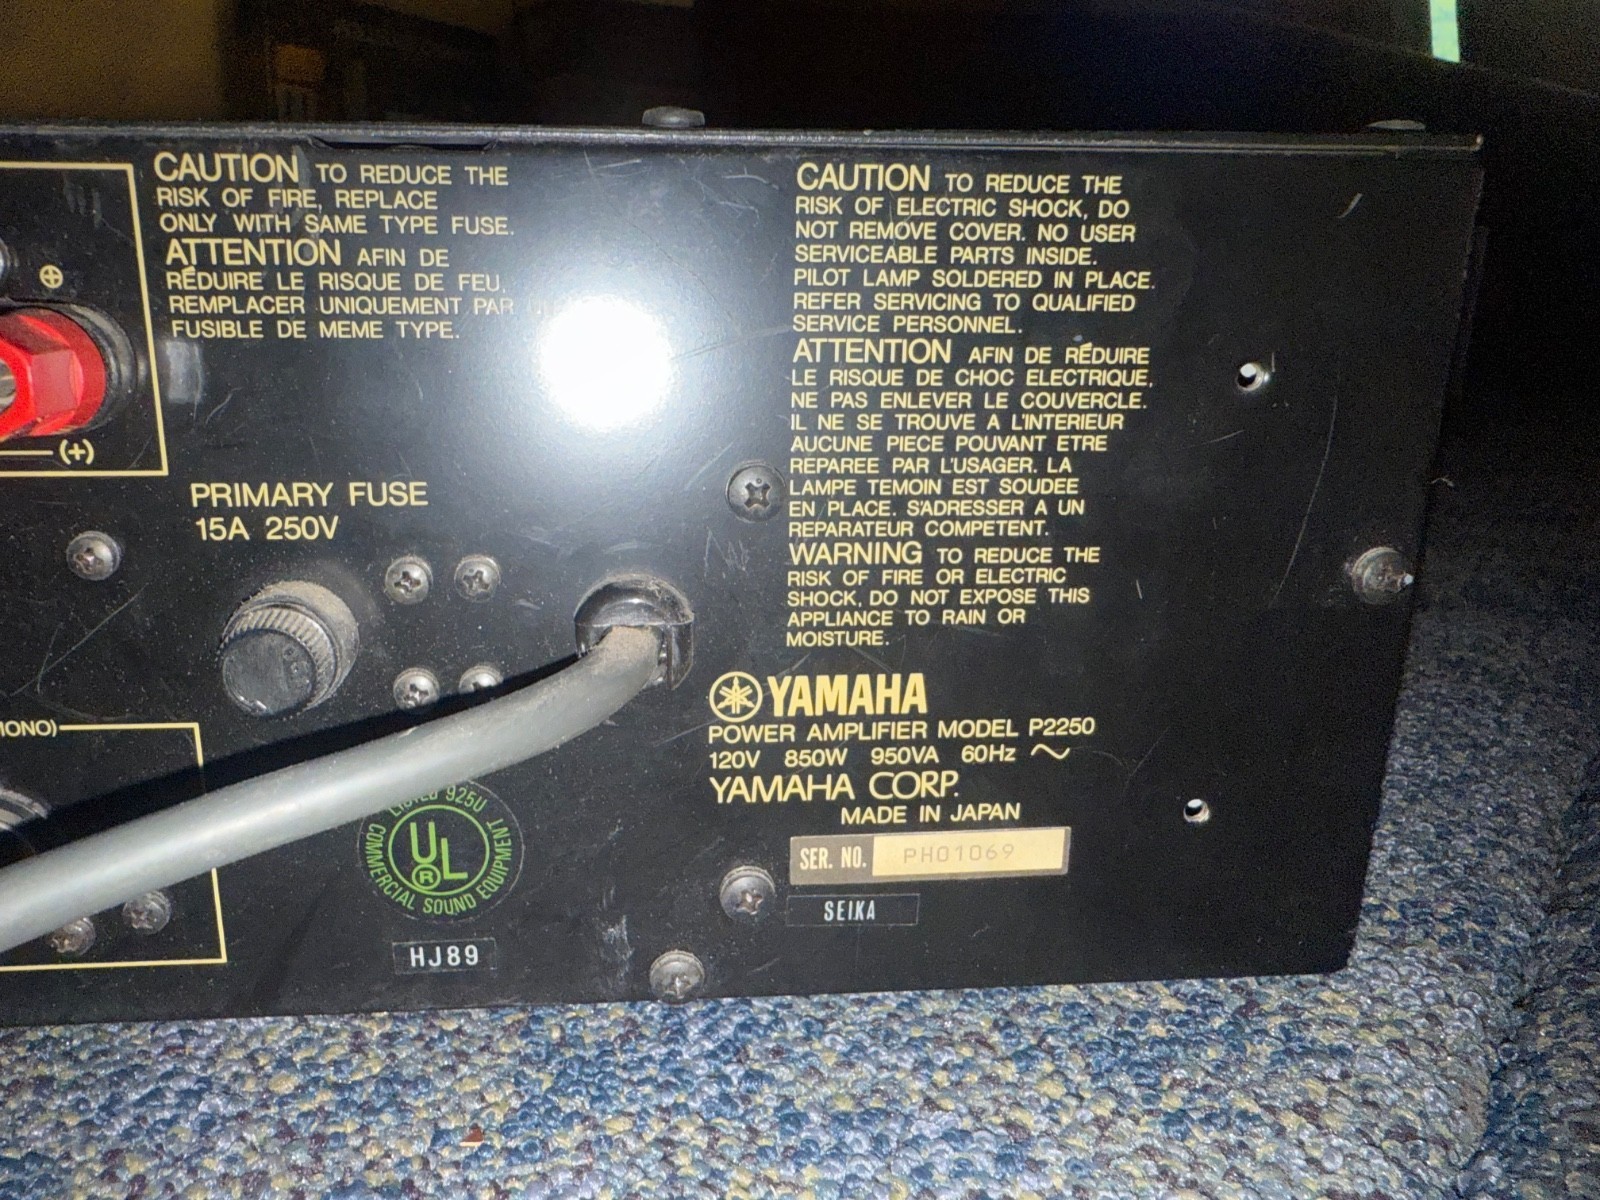 CAUTION TO REDUCE THE
RISK OF FIRE, REPLACE
ONLY WITH SAME TYPE FUSE.
ATTENTION AFIN DE
RÉDUIRE LE RISQUE DE FEU,
REMPLACER UNIQUEMENT PAR
FUSIBLE DE MEME TYPE.
(+)
PRIMARY FUSE
15A 250V
LISTED 925U
UL
®
COMMERCIAL SOUND EQUIPMENT
HJ89
CAUTION TO REDUCE THE
RISK OF ELECTRIC SHOCK, DO
NOT REMOVE COVER. NO USER
SERVICEABLE PARTS INSIDE.
PILOT LAMP SOLDERED IN PLACE.
REFER SERVICING TO QUALIFIED
SERVICE PERSONNEL.
ATTENTION AFIN DE RÉDUIRE
LE RISQUE DE CHOC ELECTRIQUE,
NE PAS ENLEVER LE COUVERCLE.
IL NE SE TROUVE A L'INTERIEUR
AUCUNE PIECE POUVANT ETRE
REPAREE PAR L'USAGER. LA
LAMPE TEMOIN EST SOUDEE
EN PLACE. S'ADRESSER A UN
REPARATEUR COMPETENT.
WARNING TO REDUCE THE
RISK OF FIRE OR ELECTRIC
SHOCK, DO NOT EXPOSE THIS
APPLIANCE TO RAIN OR
MOISTURE.
YAMAHA
POWER AMPLIFIER MODEL P2250
120V 850W 950VA 60Hz ~
YAMAHA CORP.
MADE IN JAPAN
SER. NO. PH01069
SEIKA